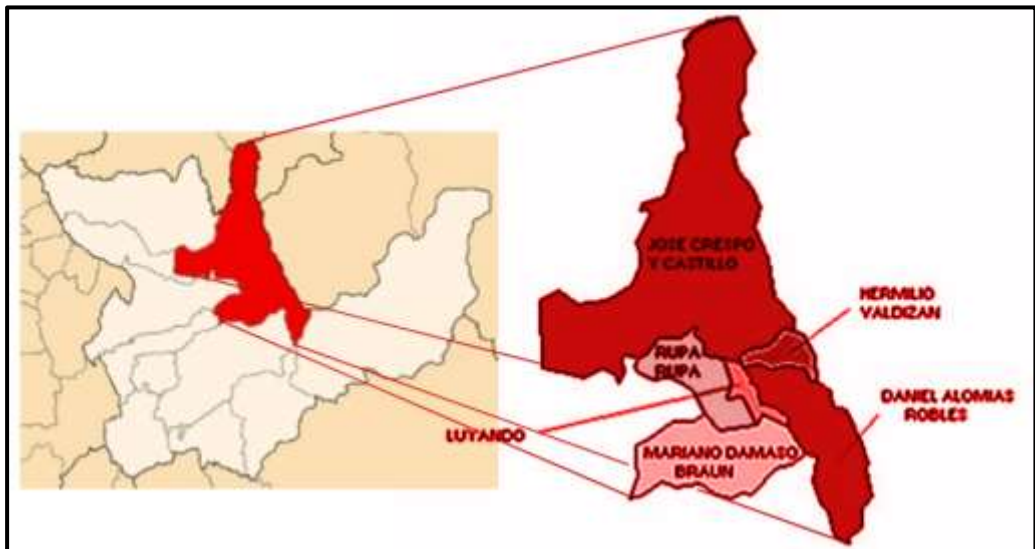 JOSE CRESPO
Y CASTILLO
HERMILIO
VALDIZAN
RUPA
RUPA
DANIEL ALOMIAS
ROBLES
LUYANDO
MARIANO DAMASO
BRAUN